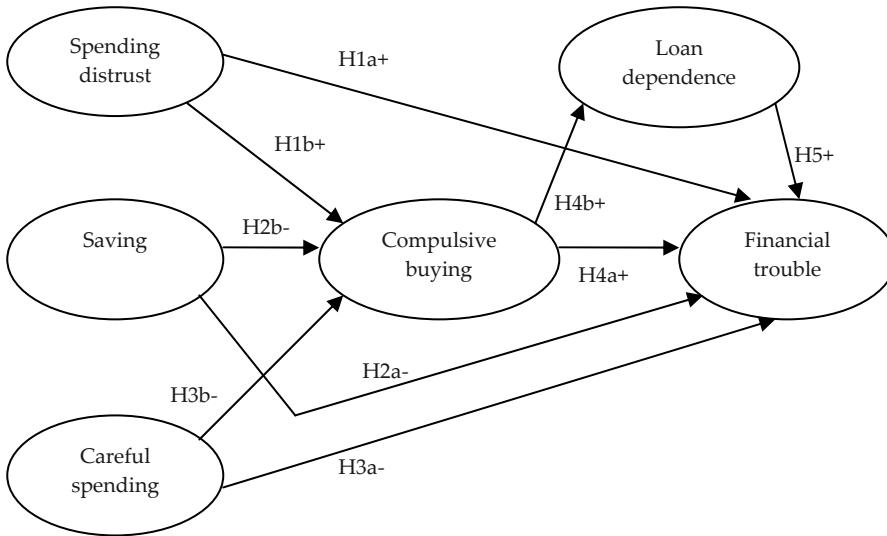 Spending
distrust
H1a+
Loan
dependence
H1b+
H5+
H4b+
Saving
H2b-
Compulsive
buying
H4a+
Financial
trouble
H2a-
H3b-
Careful
spending
H3a-